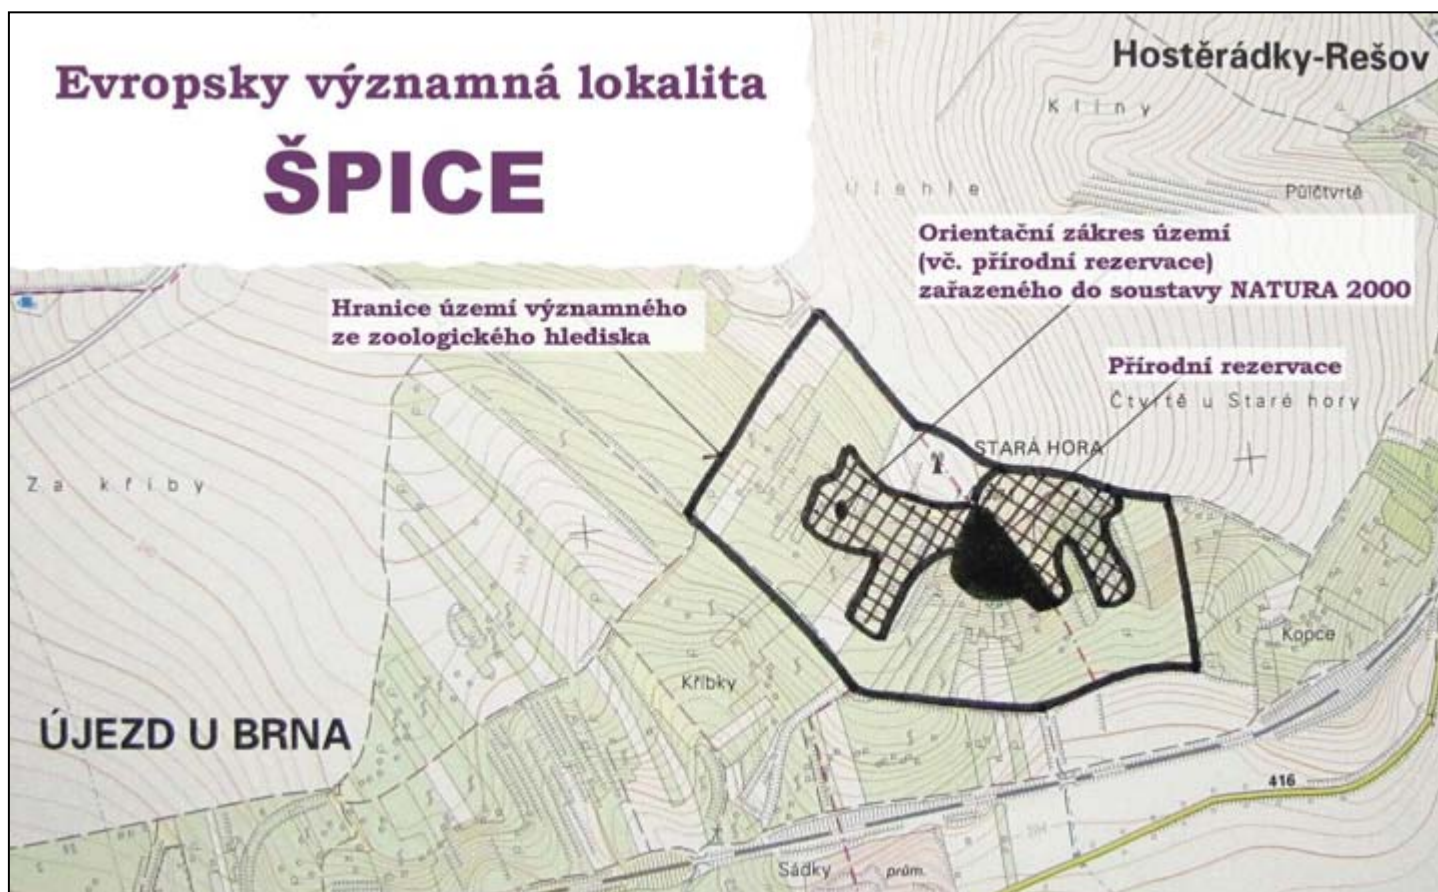 Evropsky významná lokalita
ŠPICE
Hostěrádky-Rešov
Klíny
Úlehle
Půlčtvrtě
Orientační zákres území
(vč. přírodní rezervace)
zařazeného do soustavy NATURA 2000
Hranice území významného
ze zoologického hlediska
Přírodní rezervace
Čtvrtě u Staré hory
STARÁ HORA
Za křiby
Kopce
Křibky
ÚJEZD U BRNA
416
Sádky
prům.